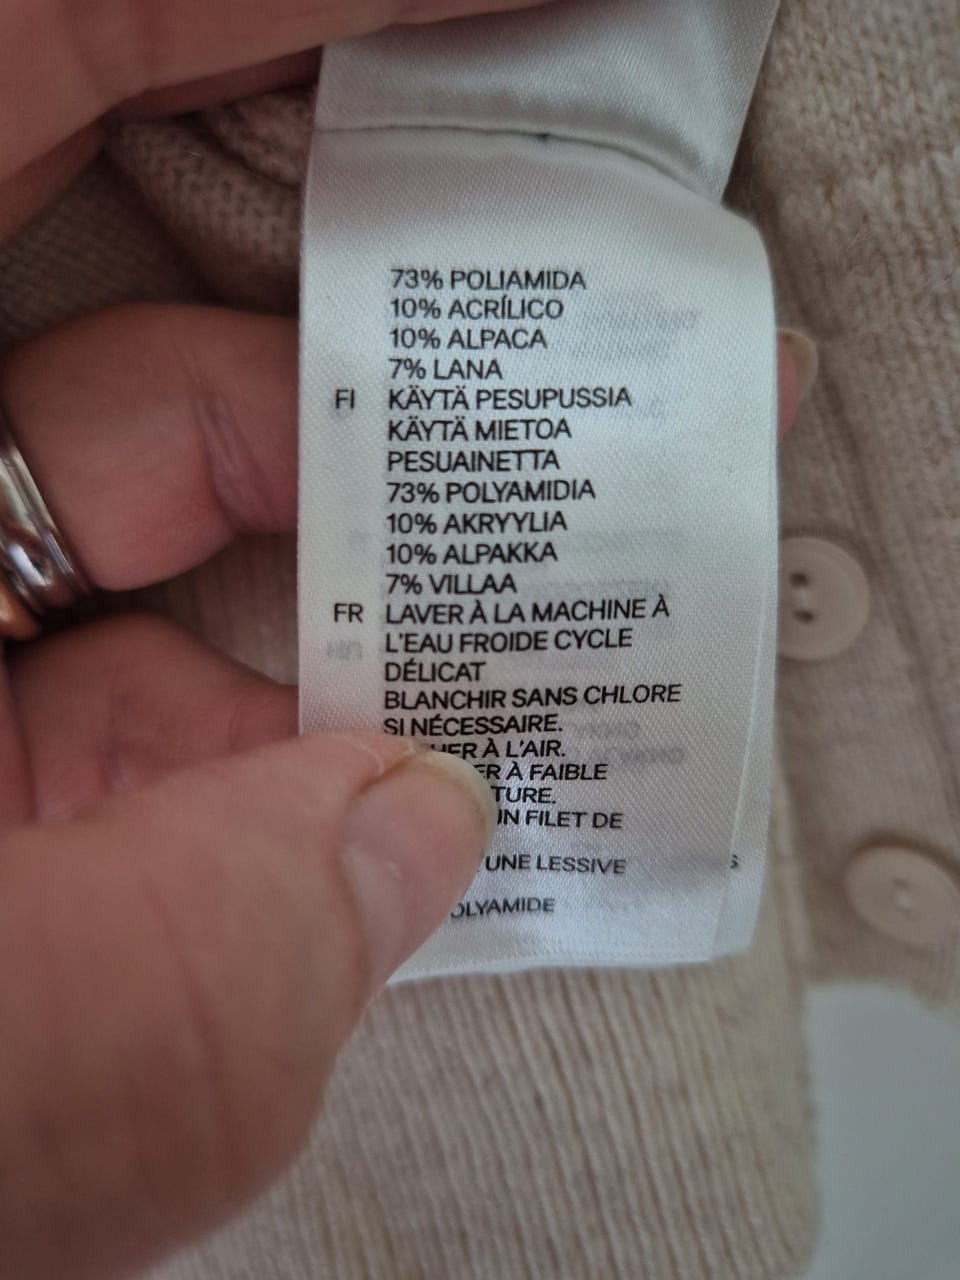 73% POLIAMIDA
10% ACRÍLICO
10% ALPACA
7% LANA
FI KÄYTÄ PESUPUSSIA
KÄYTÄ MIETOA
PESUAINETTA
73% POLYAMIDIA
10% AKRYYLIA
10% ALPAKKA
7% VILLAA
FR LAVER À LA MACHINE À
L'EAU FROIDE CYCLE
DÉLICAT
BLANCHIR SANS CHLORE
SI NÉCESSAIRE.
À L'AIR.
À FAIBLE
FILET DE
UNE LESSIVE